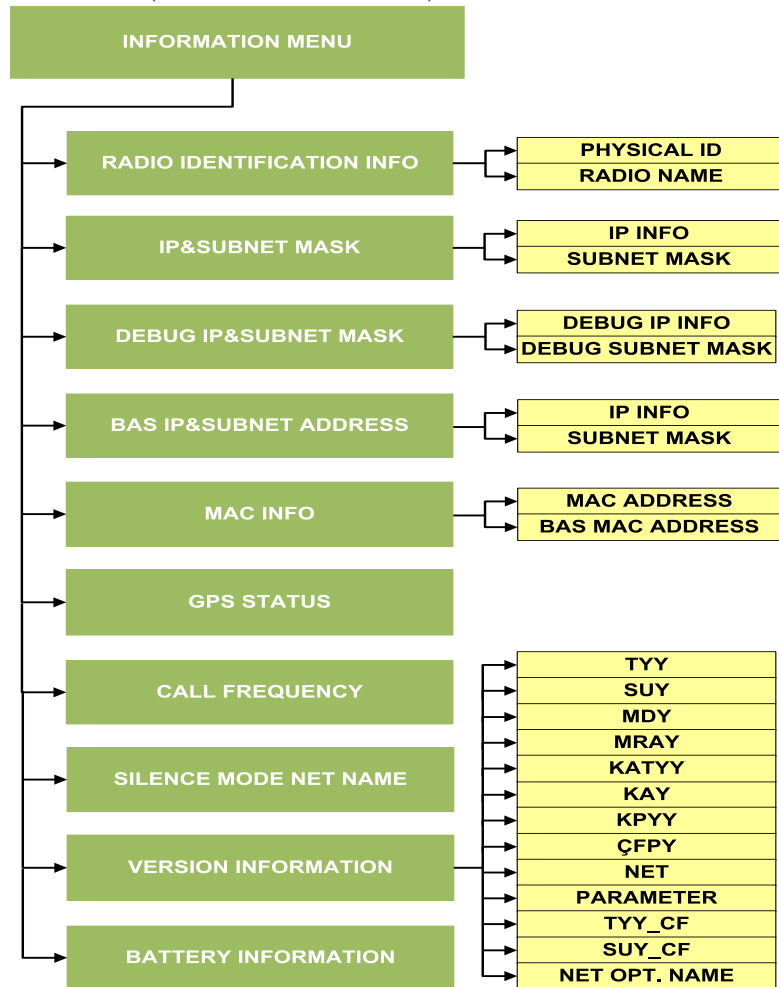 INFORMATION MENU
RADIO IDENTIFICATION INFO
PHYSICAL ID
RADIO NAME
IP&SUBNET MASK
IP INFO
SUBNET MASK
DEBUG IP&SUBNET MASK
DEBUG IP INFO
DEBUG SUBNET MASK
BAS IP&SUBNET ADDRESS
IP INFO
SUBNET MASK
MAC INFO
MAC ADDRESS
BAS MAC ADDRESS
GPS STATUS
CALL FREQUENCY
SILENCE MODE NET NAME
VERSION INFORMATION
TYY
SUY
MDY
MRAY
KATYY
KAY
KPYY
ÇFPY
NET
PARAMETER
TYY_CF
SUY_CF
NET OPT. NAME
BATTERY INFORMATION